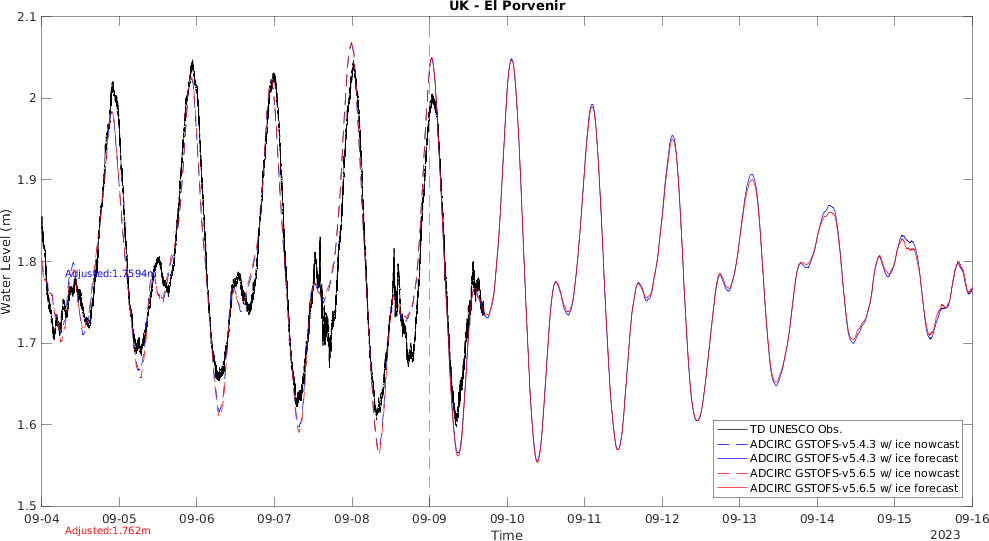 UK - El Porvenir
2.1
2
1.9
1.8
1.7
1.6
1.5
Water Level (m)
Adjusted:1.7594m
Adjusted:1.762m
TD UNESCO Obs.
ADCIRC GSTOFS-v5.4.3 w/ ice nowcast
ADCIRC GSTOFS-v5.4.3 w/ ice forecast
ADCIRC GSTOFS-v5.6.5 w/ ice nowcast
ADCIRC GSTOFS-v5.6.5 w/ ice forecast
09-04 09-05 09-06 09-07 09-08 09-09 09-10 09-11 09-12 09-13 09-14 09-15 09-16
Time
2023